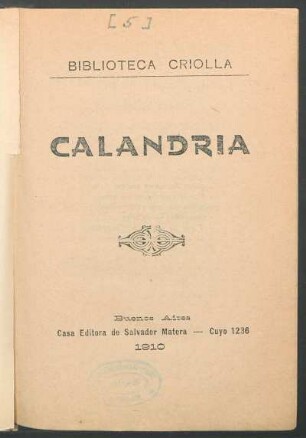 [5]
BIBLIOTECA CRIOLLA
CALANDRIA
Buenos Aires
Casa Editora de Salvador Matera — Cuyo 1236
1910